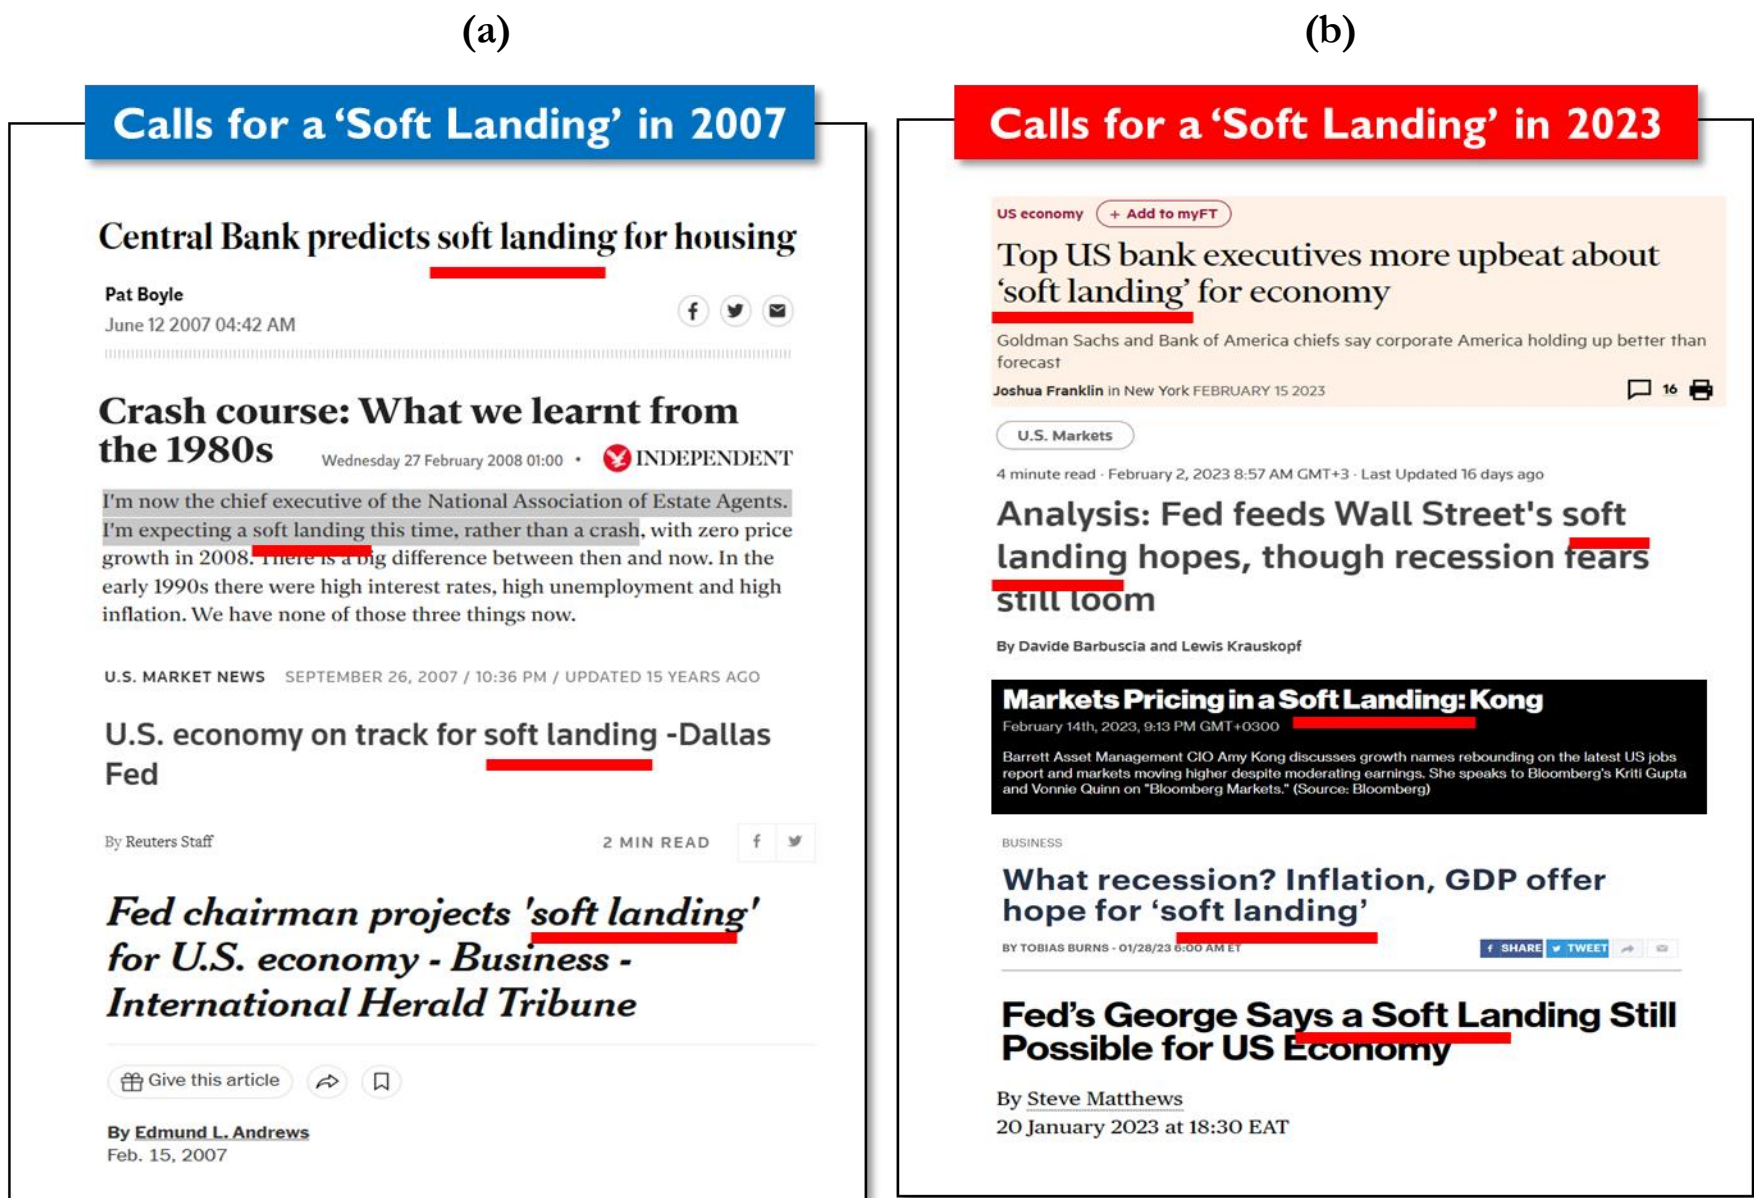 (a)
Calls for a ‘Soft Landing’ in 2007
Central Bank predicts soft landing for housing
Pat Boyle
June 12 2007 04:42 AM
Crash course: What we learnt from
the 1980s
Wednesday 27 February 2008 01:00 •
INDEPENDENT
I'm now the chief executive of the National Association of Estate Agents.
I'm expecting a soft landing this time, rather than a crash, with zero price
growth in 2008. There is a big difference between then and now. In the
early 1990s there were high interest rates, high unemployment and high
inflation. We have none of those three things now.
U.S. MARKET NEWS SEPTEMBER 26, 2007 / 10:36 PM / UPDATED 15 YEARS AGO
U.S. economy on track for soft landing -Dallas
Fed
By Reuters Staff
2 MIN READ
Fed chairman projects 'soft landing'
for U.S. economy - Business -
International Herald Tribune
Give this article
By Edmund L. Andrews
Feb. 15, 2007
(b)
Calls for a ‘Soft Landing’ in 2023
US economy + Add to myFT
Top US bank executives more upbeat about
‘soft landing’ for economy
Goldman Sachs and Bank of America chiefs say corporate America holding up better than
forecast
Joshua Franklin in New York FEBRUARY 15 2023
16
U.S. Markets
4 minute read · February 2, 2023 8:57 AM GMT+3 · Last Updated 16 days ago
Analysis: Fed feeds Wall Street's soft
landing hopes, though recession fears
still loom
By Davide Barbuscia and Lewis Krauskopf
Markets Pricing in a Soft Landing: Kong
February 14th, 2023, 9:13 PM GMT+0300
Barrett Asset Management CIO Amy Kong discusses growth names rebounding on the latest US jobs
report and markets moving higher despite moderating earnings. She speaks to Bloomberg's Kriti Gupta
and Vonnie Quinn on "Bloomberg Markets." (Source: Bloomberg)
BUSINESS
What recession? Inflation, GDP offer
hope for ‘soft landing’
BY TOBIAS BURNS - 01/28/23 6:00 AM ET
SHARE TWEET
Fed’s George Says a Soft Landing Still
Possible for US Economy
By Steve Matthews
20 January 2023 at 18:30 EAT